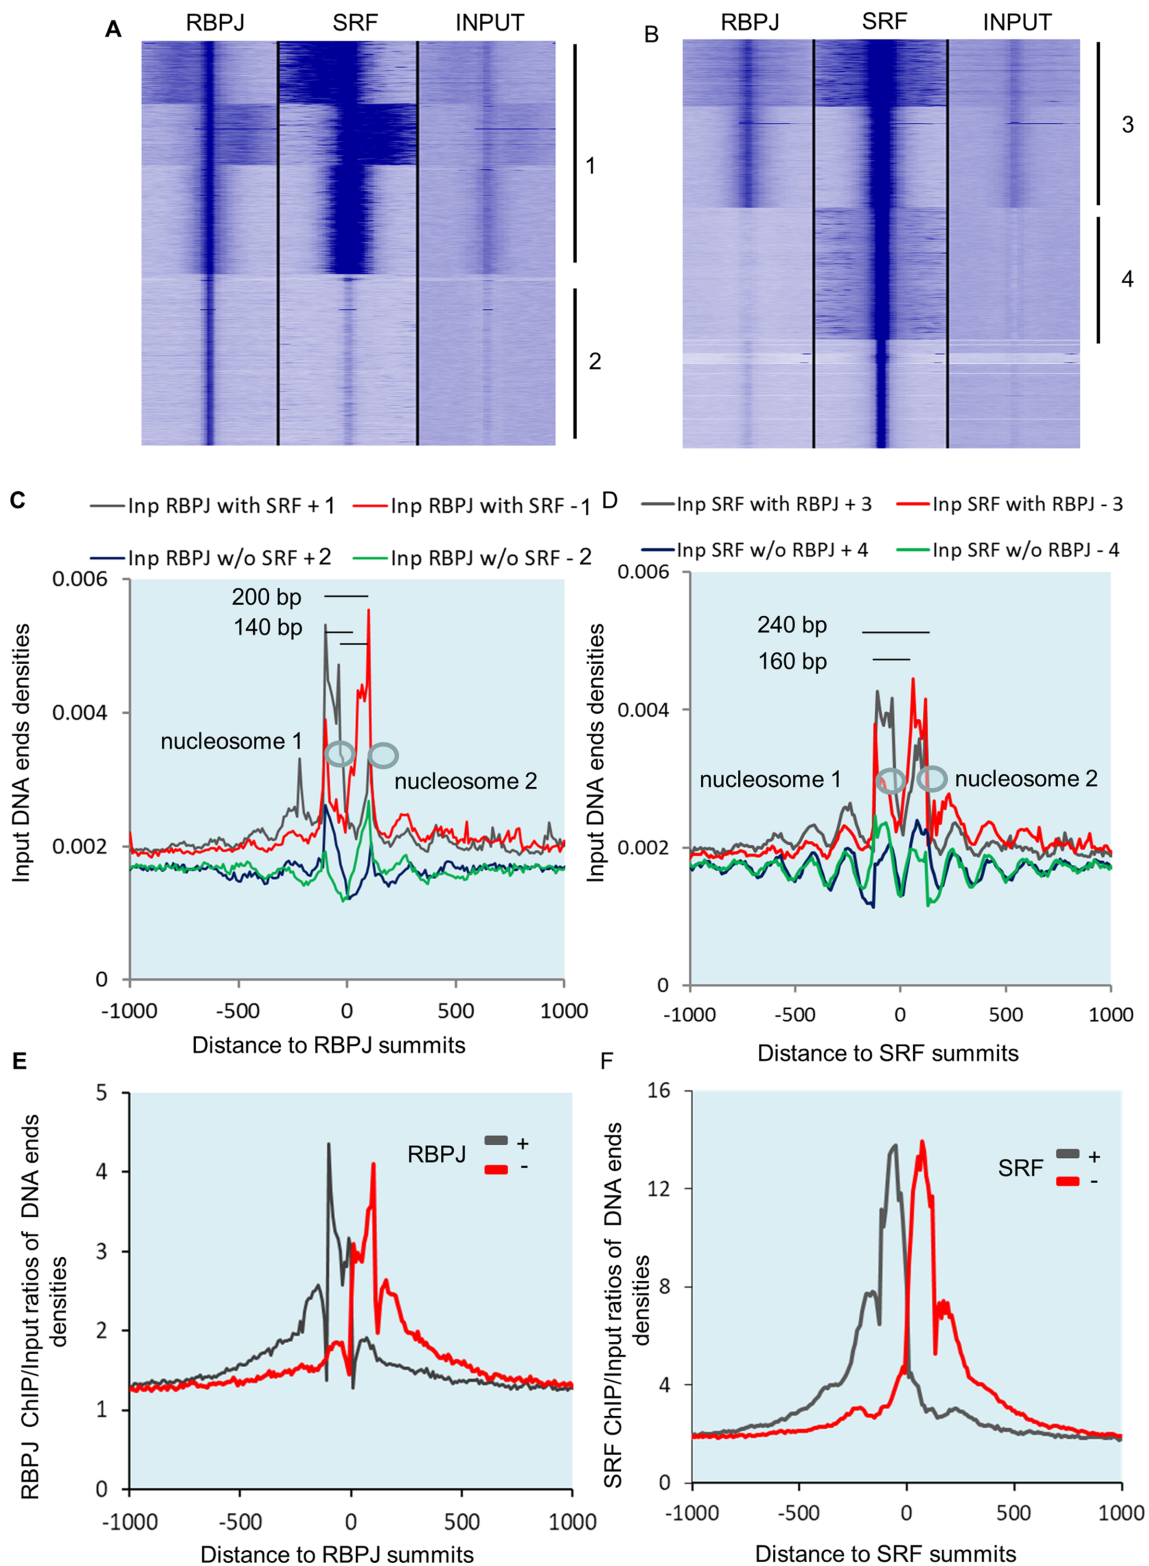 A
RBPJ SRF INPUT
1
2
B
RBPJ SRF INPUT
3
4
C
Inp RBPJ with SRF + 1 Inp RBPJ with SRF - 1
Inp RBPJ w/o SRF + 2 Inp RBPJ w/o SRF - 2
Input DNA ends densities
0.006
0.004
0.002
0
200 bp
140 bp
nucleosome 1
nucleosome 2
-1000 -500 0 500 1000
Distance to RBPJ summits
D
Inp SRF with RBPJ + 3 Inp SRF with RBPJ - 3
Inp SRF w/o RBPJ + 4 Inp SRF w/o RBPJ - 4
Input DNA ends densities
0.006
0.004
0.002
0
240 bp
160 bp
nucleosome 1
nucleosome 2
-1000 -500 0 500 1000
Distance to SRF summits
E
RBPJ ChIP/Input ratios of DNA ends
densities
5
4
3
2
1
0
RBPJ
+
-
-1000 -500 0 500 1000
Distance to RBPJ summits
F
SRF ChIP/Input ratios of DNA ends
densities
16
12
8
4
0
SRF
+
-
-1000 -500 0 500 1000
Distance to SRF summits